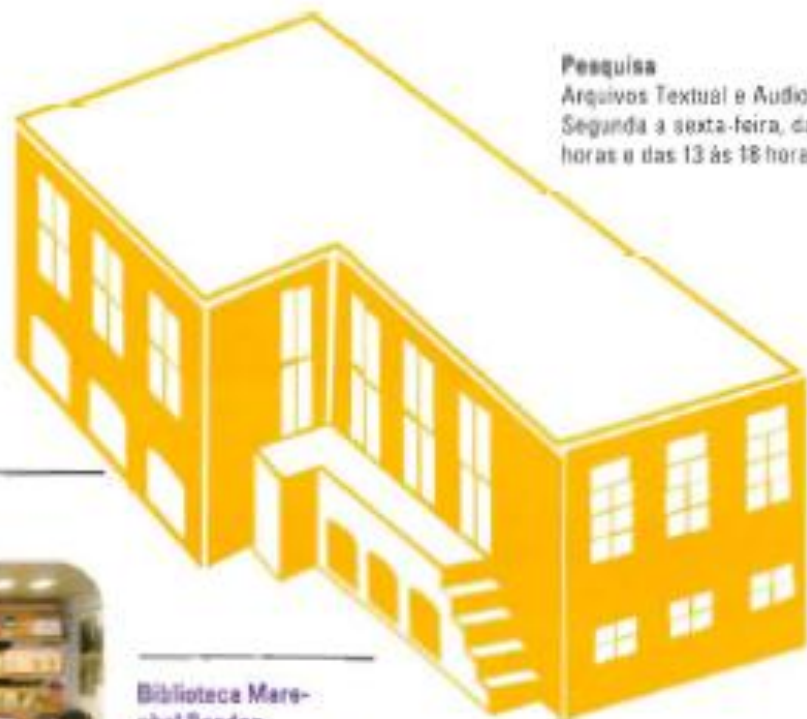 Pesquisa
Arquivos Textual e Audio
Segunda a sexta-feira, da
horas e das 13 às 18 hora
Biblioteca Mare-